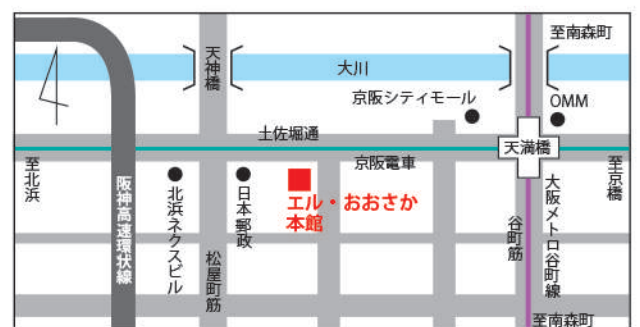 至南森町
天神橋
大川
京阪シティモール
OMM
土佐堀通
天満橋
京阪電車
至北浜
至京橋
阪神高速環状線
北浜ネクスビル
日本郵政
エル・おおさか
本館
松屋町筋
谷町筋
大阪メトロ谷町線
至南森町